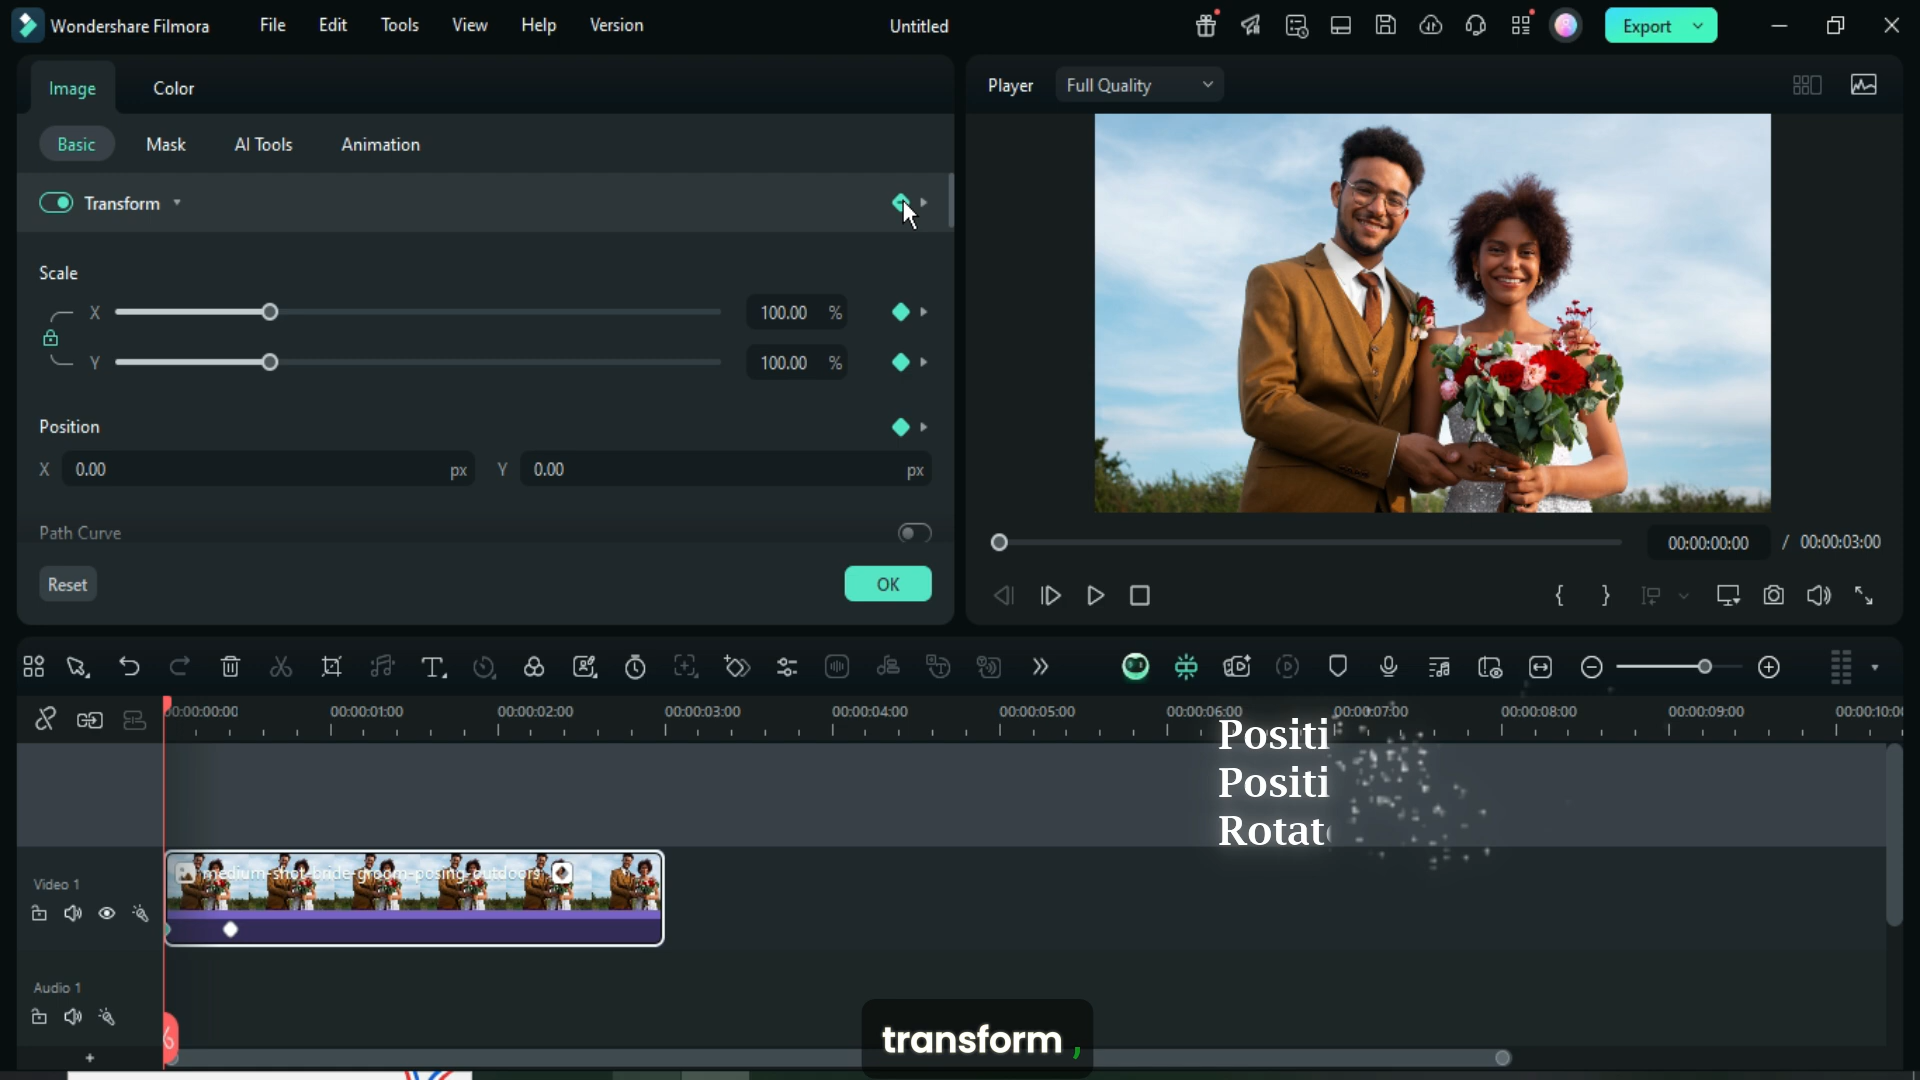 Wondershare Filmora
File
Edit
Tools
View
Help
Version
Untitled
Export
Image
Color
Basic
Mask
AI Tools
Animation
Transform
Scale
X
100.00 %
Y
100.00 %
Position
X 0.00 px
Y 0.00 px
Path Curve
Reset
OK
Player
Full Quality
00:00:00:00 / 00:00:03:00
00:00:00:00
00:00:01:00
00:00:02:00
00:00:03:00
00:00:04:00
00:00:05:00
00:00:06:00
00:00:07:00
00:00:08:00
00:00:09:00
00:00:10:00
Positi
Positi
Rotat
Video 1
medium-shot-bride-groom-posing-outdoors
Audio 1
transform ,